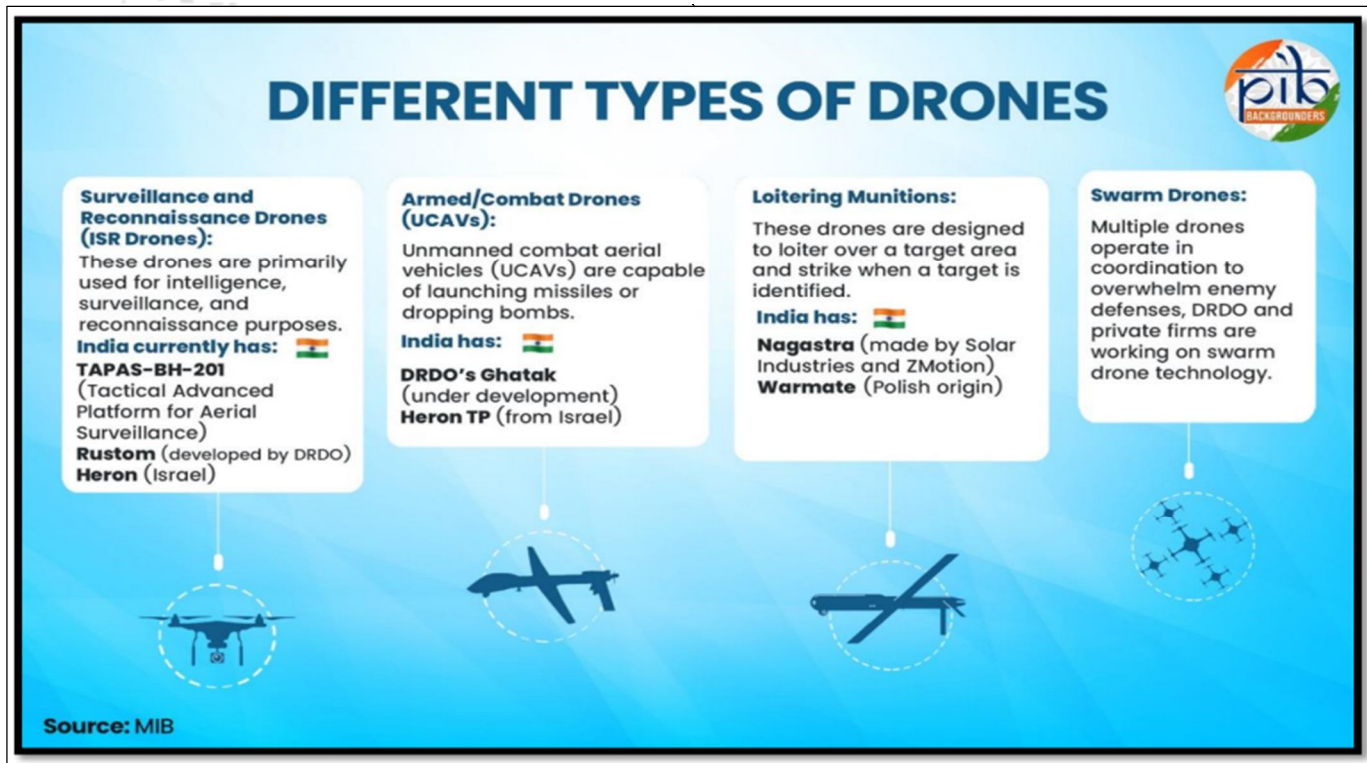 DIFFERENT TYPES OF DRONES
pib
BACKGROUNDERS
Surveillance and
Reconnaissance Drones
(ISR Drones):
These drones are primarily
used for intelligence,
surveillance, and
reconnaissance purposes.
India currently has:
TAPAS-BH-201
(Tactical Advanced
Platform for Aerial
Surveillance)
Rustom (developed by DRDO)
Heron (Israel)
Armed/Combat Drones
(UCAVs):
Unmanned combat aerial
vehicles (UCAVs) are capable
of launching missiles or
dropping bombs.
India has:
DRDO’s Ghatak
(under development)
Heron TP (from Israel)
Loitering Munitions:
These drones are designed
to loiter over a target area
and strike when a target is
identified.
India has:
Nagastra (made by Solar
Industries and ZMotion)
Warmate (Polish origin)
Swarm Drones:
Multiple drones
operate in
coordination to
overwhelm enemy
defenses, DRDO and
private firms are
working on swarm
drone technology.
Source: MIB